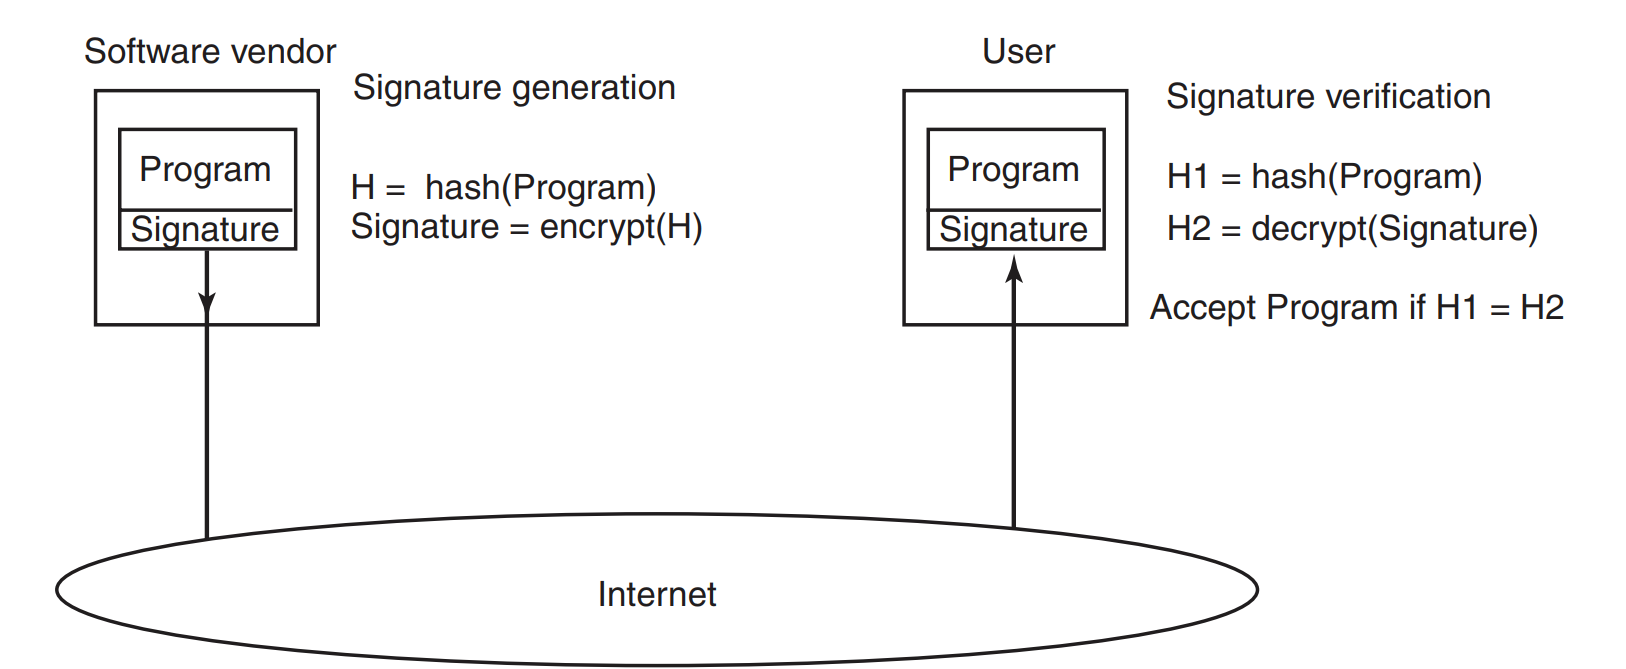 Software vendor
Signature generation
Program
Signature
H = hash(Program)
Signature = encrypt(H)
User
Signature verification
Program
Signature
H1 = hash(Program)
H2 = decrypt(Signature)
Accept Program if H1 = H2
Internet